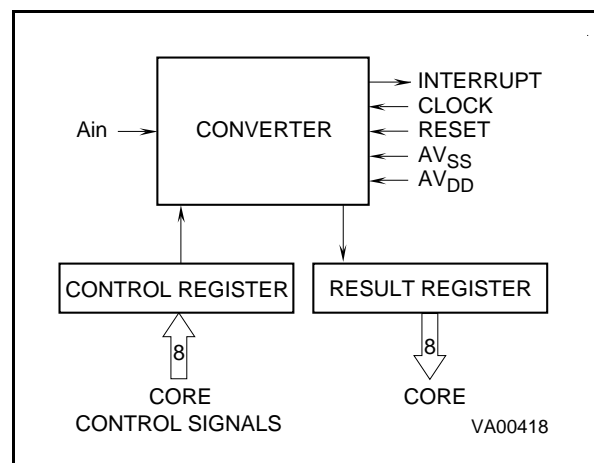 INTERRUPT
CLOCK
Ain
CONVERTER
RESET
AVSS
AVDD
CONTROL REGISTER
RESULT REGISTER
8
8
CORE
CONTROL SIGNALS
CORE
VA00418